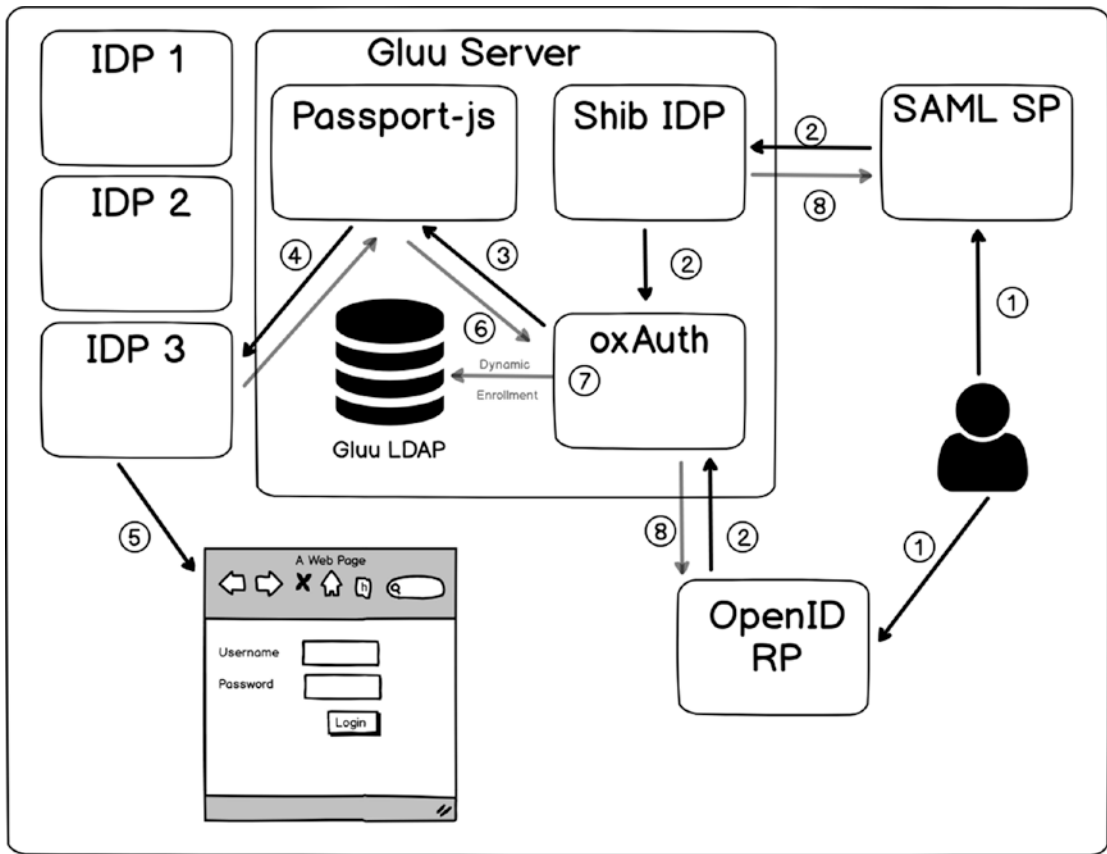 IDP 1
IDP 2
IDP 3
Gluu Server
Passport-js
Shib IDP
SAML SP
②
⑧
④
③
②
①
⑥
oxAuth
Dynamic
⑦
Enrollment
Gluu LDAP
⑤
⑧
②
①
A Web Page
h
Username
Password
Login
OpenID
RP